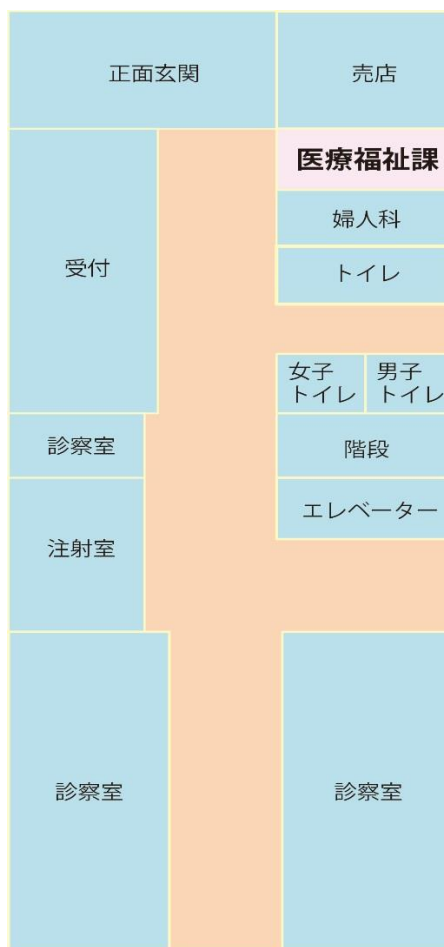 正面玄関
売店
医療福祉課
婦人科
受付
トイレ
女子
トイレ
男子
トイレ
診察室
階段
エレベーター
注射室
診察室
診察室